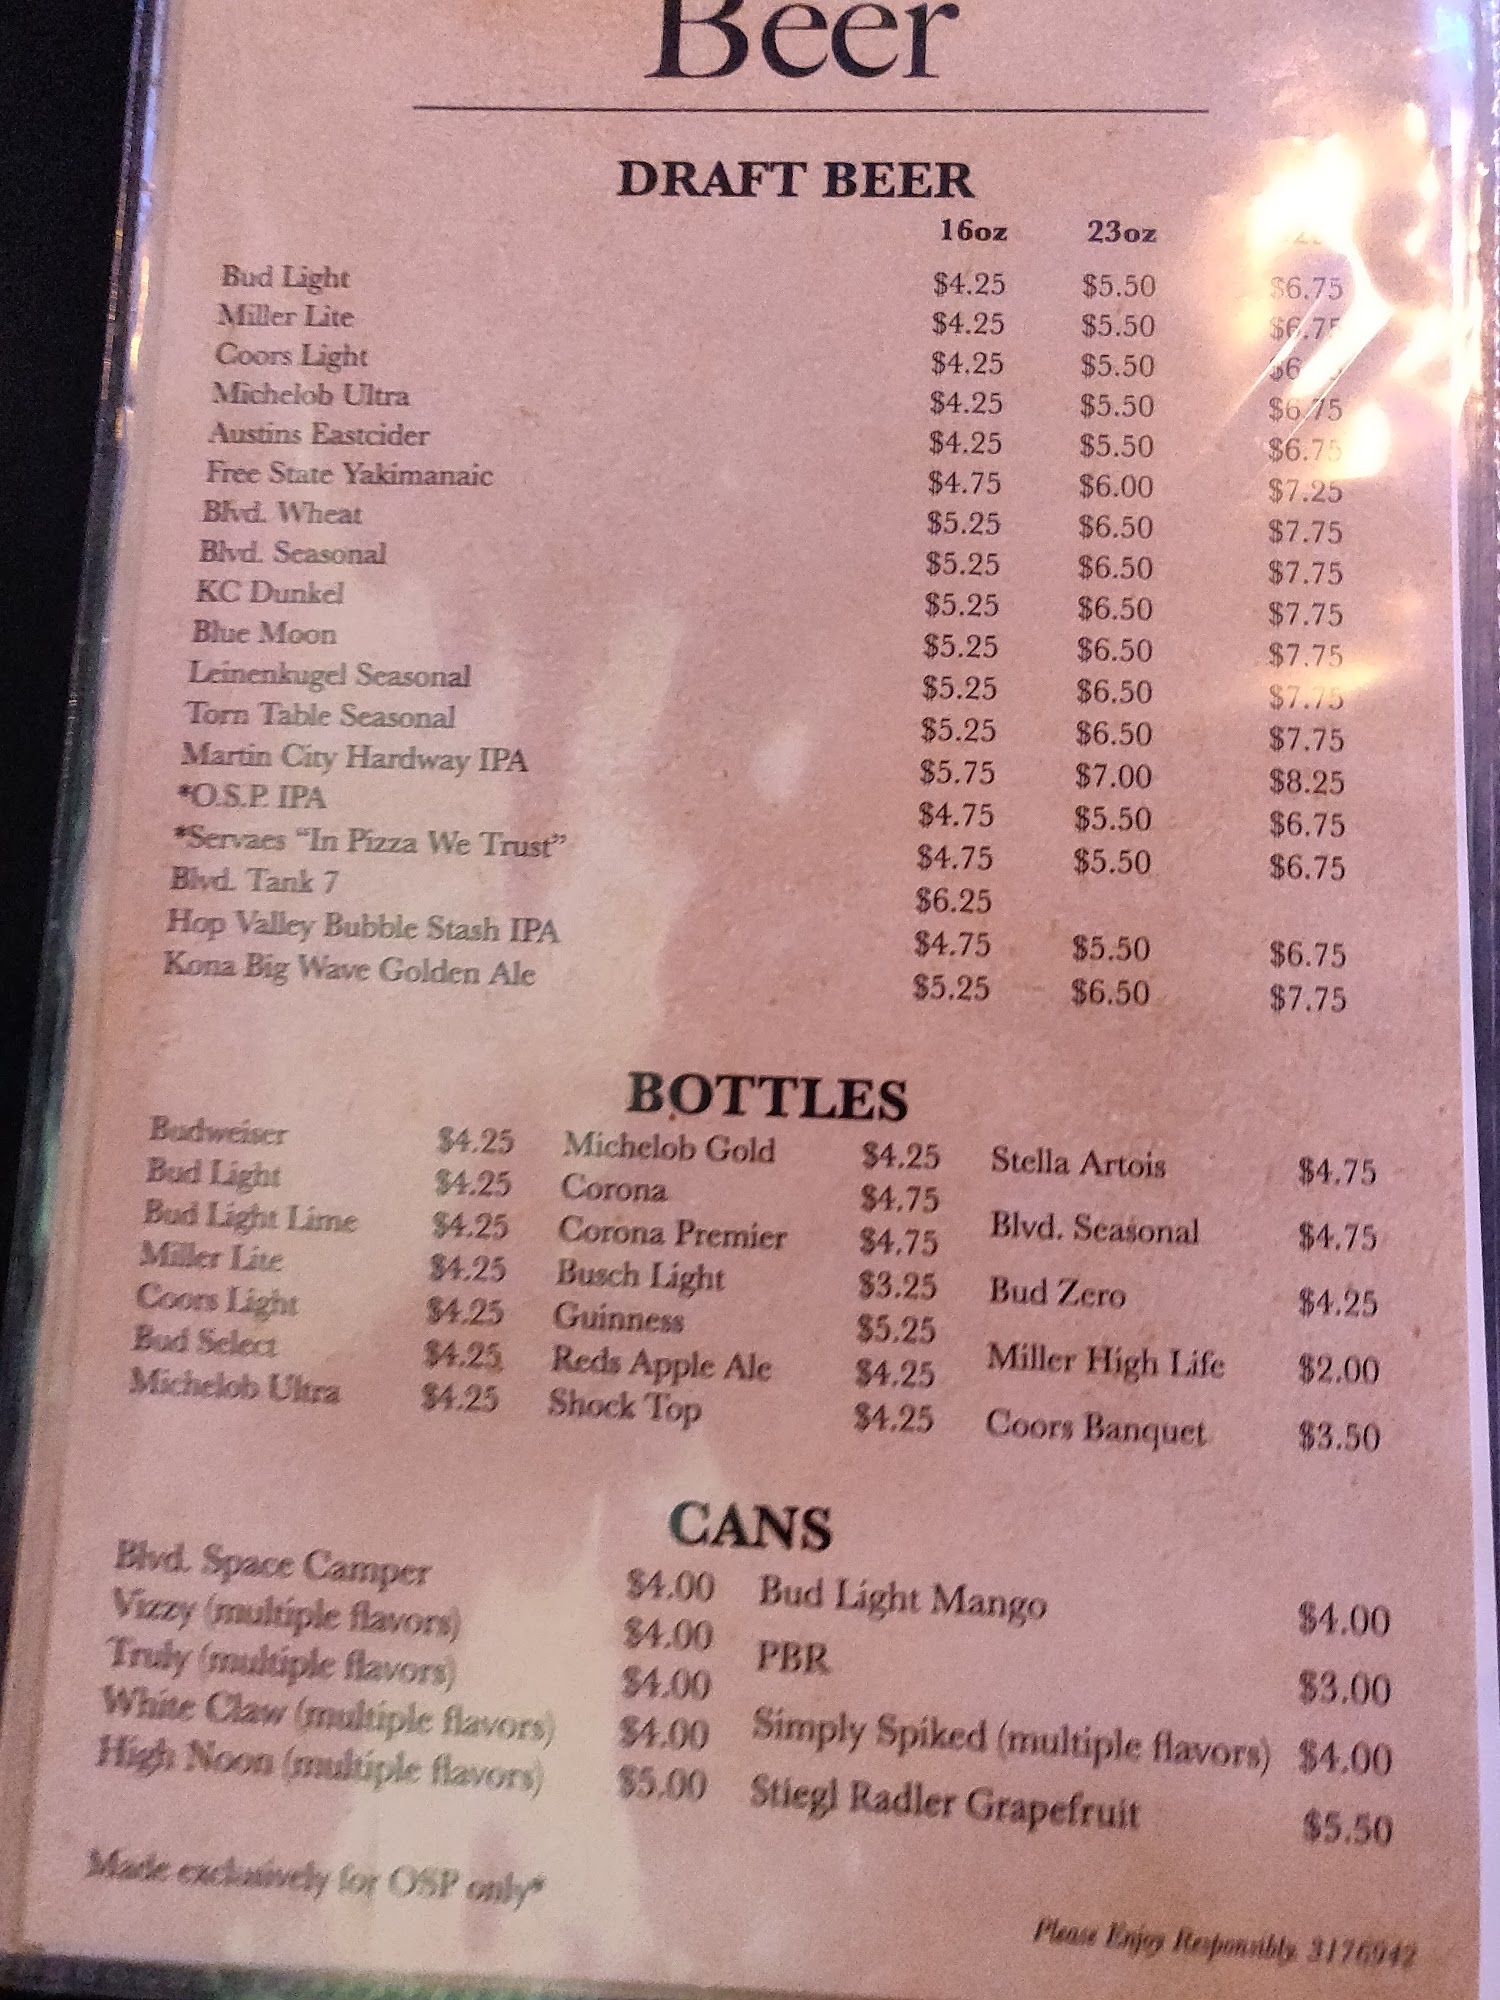 Beer
DRAFT BEER
16oz 23oz
Bud Light $4.25 $5.50 $6.75
Miller Lite $4.25 $5.50 $6.75
Coors Light $4.25 $5.50
Michelob Ultra $4.25 $5.50 $6.75
Austins Eastcider $4.25 $5.50 $6.75
Free State Yakimanaic $4.75 $6.00 $7.25
Blvd. Wheat $5.25 $6.50 $7.75
Blvd. Seasonal $5.25 $6.50 $7.75
KC Dunkel $5.25 $6.50 $7.75
Blue Moon $5.25 $6.50 $7.75
Leinenkugel Seasonal $5.25 $6.50 $7.75
Torn Table Seasonal $5.25 $6.50 $7.75
Martin City Hardway IPA $5.75 $7.00 $8.25
*O.S.P. IPA $4.75 $5.50 $6.75
*Servaes “In Pizza We Trust” $4.75 $5.50 $6.75
Blvd. Tank 7 $6.25
Hop Valley Bubble Stash IPA $4.75 $5.50 $6.75
Kona Big Wave Golden Ale $5.25 $6.50 $7.75
BOTTLES
Budweiser $4.25
Bud Light $4.25
Bud Light Lime $4.25
Miller Lite $4.25
Coors Light $4.25
Bud Select $4.25
Michelob Ultra $4.25
Michelob Gold $4.25
Corona $4.75
Corona Premier $4.75
Busch Light $3.25
Guinness $5.25
Reds Apple Ale $4.25
Shock Top $4.25
Stella Artois $4.75
Blvd. Seasonal $4.75
Bud Zero $4.25
Miller High Life $2.00
Coors Banquet $3.50
CANS
Blvd. Space Camper $4.00
Vizzy (multiple flavors) $4.00
Truly (multiple flavors) $4.00
White Claw (multiple flavors) $4.00
High Noon (multiple flavors) $5.00
Bud Light Mango $4.00
PBR $3.00
Simply Spiked (multiple flavors) $4.00
Stiegl Radler Grapefruit $5.50
Made exclusively for OSP only*
Please Enjoy Responsibly. 3176942